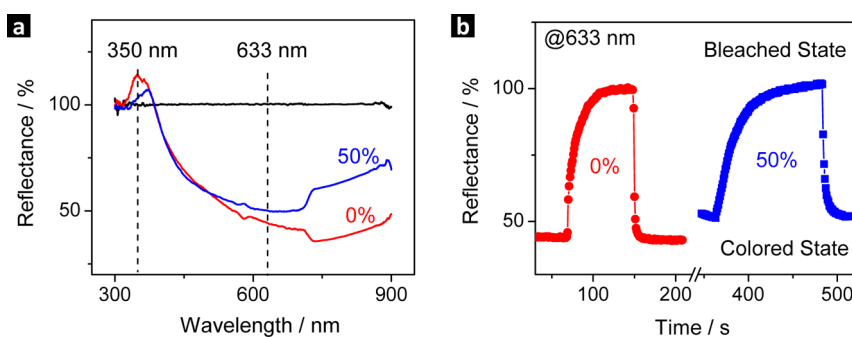 a
350 nm
633 nm
100
50
50%
0%
300
600
900
Reflectance / %
Wavelength / nm
b
@633 nm
Bleached State
100
50
0%
50%
Colored State
100
200
400
500
Reflectance / %
Time / s